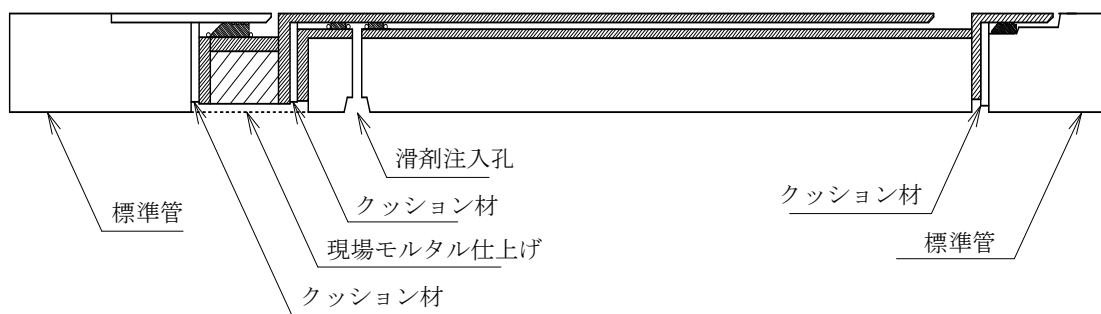 滑剤注入孔
クッション材
クッション材
標準管
標準管
現場モルタル仕上げ
クッション材